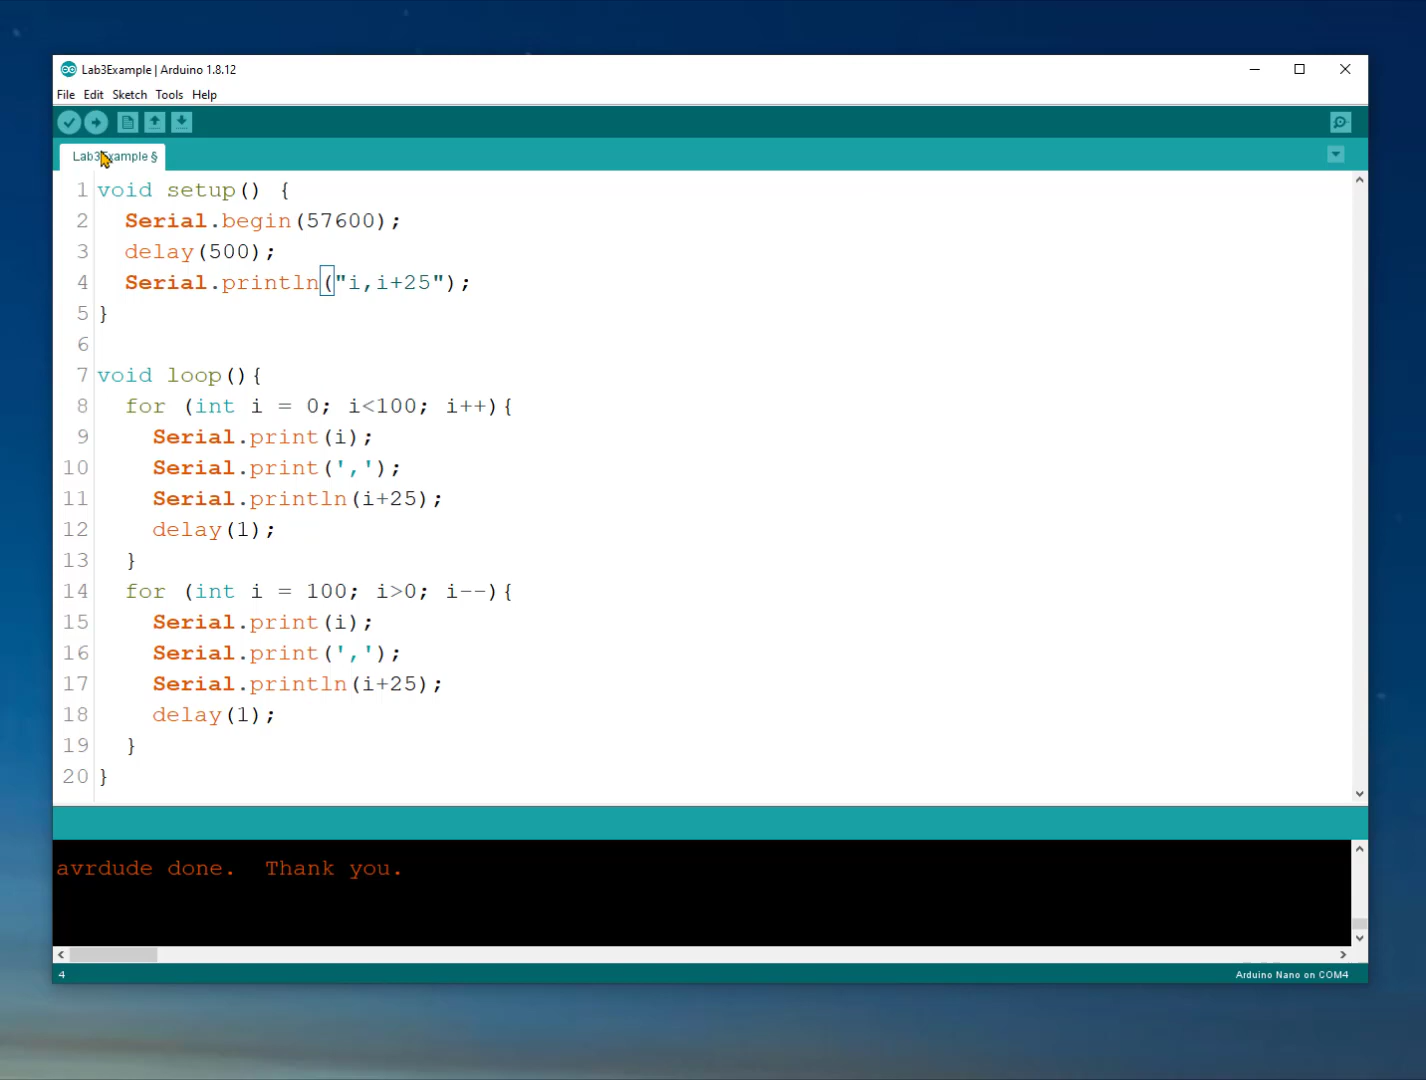 Lab3Example | Arduino 1.8.12
File Edit Sketch Tools Help
Lab3Example §
1 void setup() {
2   Serial.begin(57600);
3   delay(500);
4   Serial.println("i,i+25");
5 }
6
7 void loop(){
8   for (int i = 0; i<100; i++){
9     Serial.print(i);
10     Serial.print(',');
11     Serial.println(i+25);
12     delay(1);
13   }
14   for (int i = 100; i>0; i--){
15     Serial.print(i);
16     Serial.print(',');
17     Serial.println(i+25);
18     delay(1);
19   }
20 }
avrdude done.  Thank you.
4 Arduino Nano on COM4